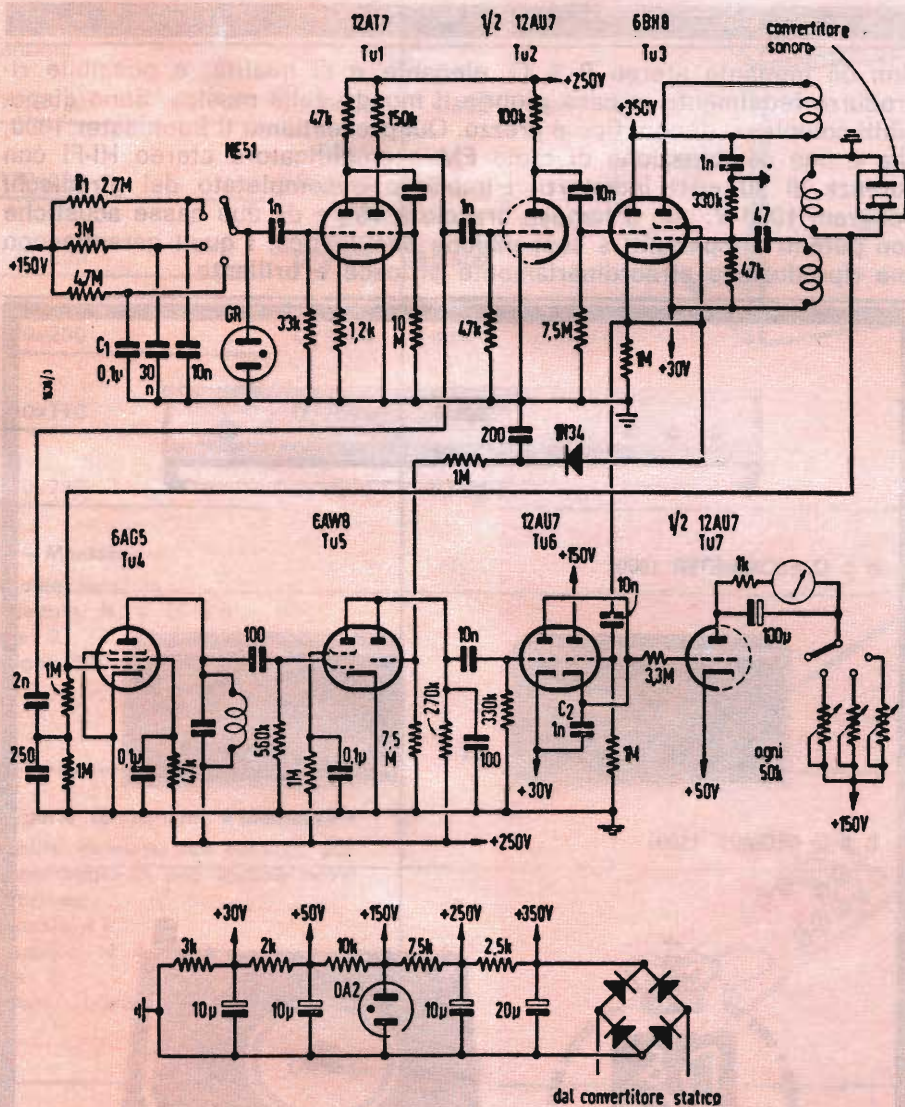 12AT7
Tu1
1/2 12AU7
Tu2
6BH8
Tu3
convertitore
sonoro
+250V
+350V
47k
150k
100k
NE51
R1
2,7M
3M
4,7M
+150V
1n
1n
10n
1n
330k
47k
4,7
GR
33k
1,2k
10
M
47k
7,5M
1M
+30V
C1
0,1µ
30
n
10n
200
1N34
1M
6AG5
Tu4
6AW8
Tu5
12AU7
Tu6
1/2 12AU7
Tu7
+150V
10n
1k
100µ
100
10n
2n
1M
3,3M
250
1M
0,1µ
47k
560k
1M
0,1µ
7,5
M
270k
100
330k
C2
1n
+30V
1M
+50V
ogni
50k
+150V
+250V
+30V
+50V
+150V
+250V
+350V
3k
2k
10k
7,5k
2,5k
10µ
10µ
0A2
10µ
20µ
dal convertitore statico